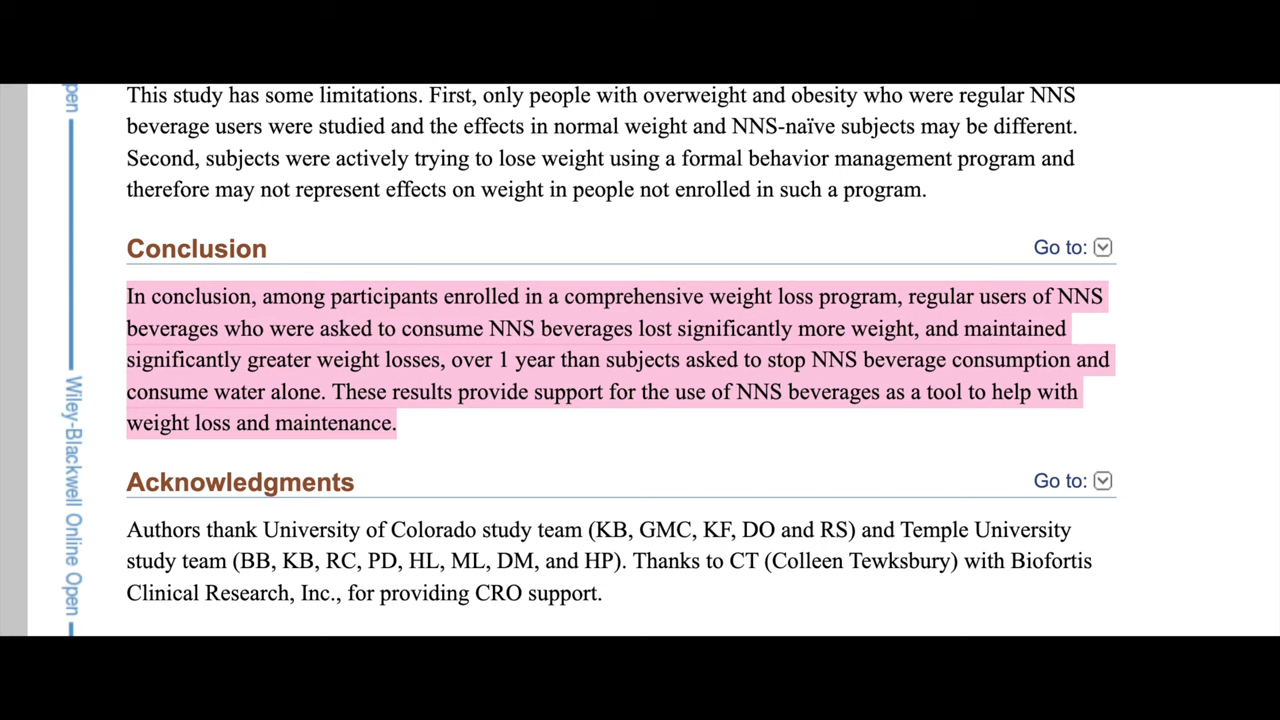 This study has some limitations. First, only people with overweight and obesity who were regular NNS
beverage users were studied and the effects in normal weight and NNS-naïve subjects may be different.
Second, subjects were actively trying to lose weight using a formal behavior management program and
therefore may not represent effects on weight in people not enrolled in such a program.
Conclusion
Go to:
In conclusion, among participants enrolled in a comprehensive weight loss program, regular users of NNS
beverages who were asked to consume NNS beverages lost significantly more weight, and maintained
significantly greater weight losses, over 1 year than subjects asked to stop NNS beverage consumption and
consume water alone. These results provide support for the use of NNS beverages as a tool to help with
weight loss and maintenance.
Acknowledgments
Go to:
Authors thank University of Colorado study team (KB, GMC, KF, DO and RS) and Temple University
study team (BB, KB, RC, PD, HL, ML, DM, and HP). Thanks to CT (Colleen Tewksbury) with Biofortis
Clinical Research, Inc., for providing CRO support.
Wiley-Blackwell Online Open